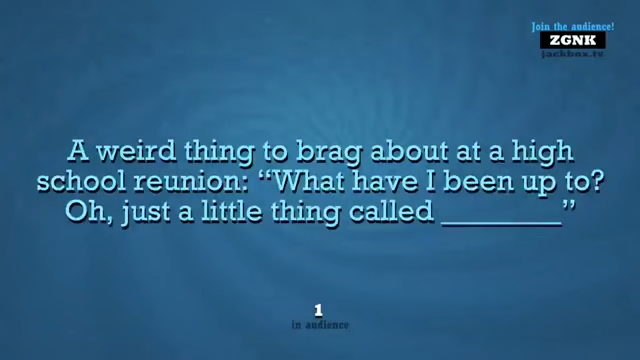 Join the audience!
ZGNK
jackbox.tv
A weird thing to brag about at a high
school reunion: “What have I been up to?
Oh, just a little thing called ________”
1
in audience